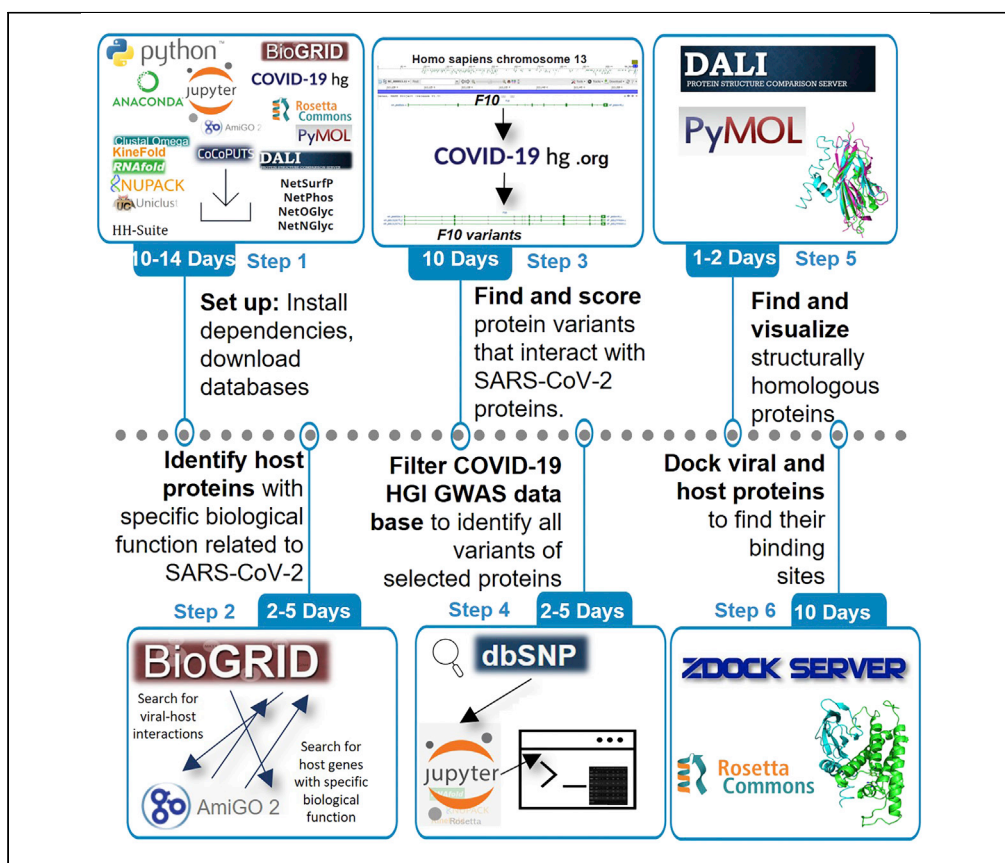 python™
BioGRID
ANACONDA
jupyter
COVID-19 hg
AmiGO 2
Rosetta
Commons
PyMOL
Clustal Omega
KineFold
RNAfold
CoCoPUTS
DALI
NUPACK
UC Uniclust
HH-Suite
NetSurfP
NetPhos
NetOGlyc
NetNGlyc
10-14 Days Step 1
Set up: Install
dependencies,
download
databases
Homo sapiens chromosome 13
F10
COVID-19 hg .org
F10 variants
10 Days Step 3
Find and score
protein variants
that interact with
SARS-CoV-2
proteins.
DALI
PROTEIN STRUCTURE COMPARISON SERVER
PyMOL
1-2 Days Step 5
Find and
visualize
structurally
homologous
proteins
Identify host
proteins with
specific biological
function related to
SARS-CoV-2
Step 2 2-5 Days
BioGRID
Search for
viral-host
interactions
Search for
host genes
with specific
biological
function
AmiGO 2
Filter COVID-19
HGI GWAS data
base to identify all
variants of
selected proteins
Step 4 2-5 Days
dbSNP
jupyter
Rosetta
Dock viral and
host proteins
to find their
binding
sites
Step 6 10 Days
ZDOCK SERVER
Rosetta
Commons